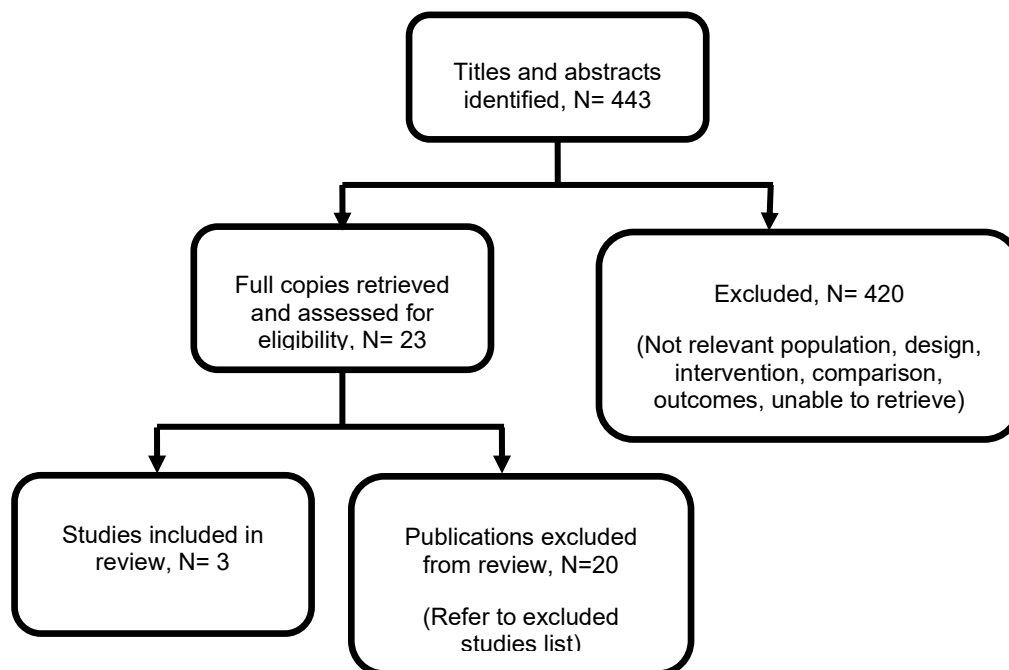 Titles and abstracts
identified, N= 443
Full copies retrieved
and assessed for
eligibility, N= 23
Excluded, N= 420
(Not relevant population, design,
intervention, comparison,
outcomes, unable to retrieve)
Studies included in
review, N= 3
Publications excluded
from review, N=20
(Refer to excluded
studies list)